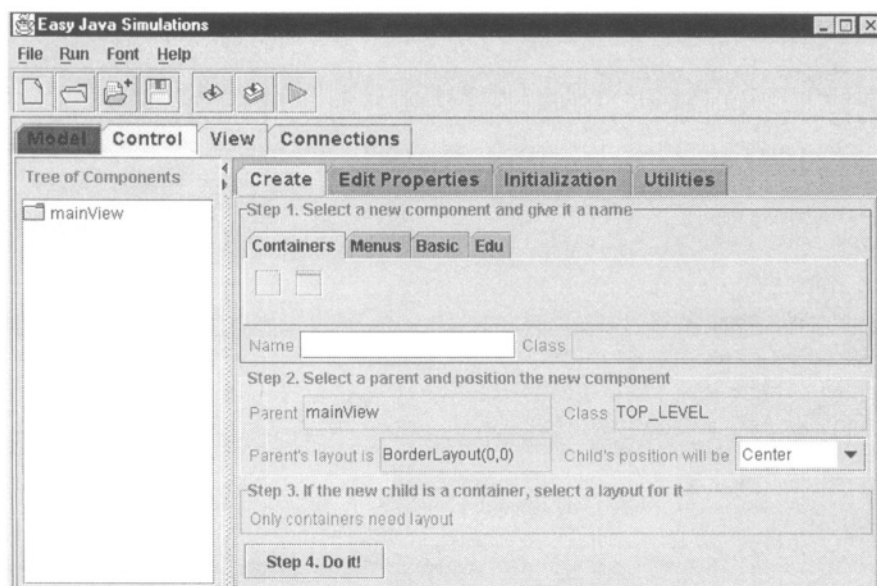 Easy Java Simulations
File Run Font Help
Model Control View Connections
Tree of Components
mainView
Create Edit Properties Initialization Utilities
Step 1. Select a new component and give it a name
Containers Menus Basic Edu
Name Class
Step 2. Select a parent and position the new component
Parent mainView Class TOP_LEVEL
Parent's layout is BorderLayout(0,0) Child's position will be Center
Step 3. If the new child is a container, select a layout for it
Only containers need layout
Step 4. Do it!